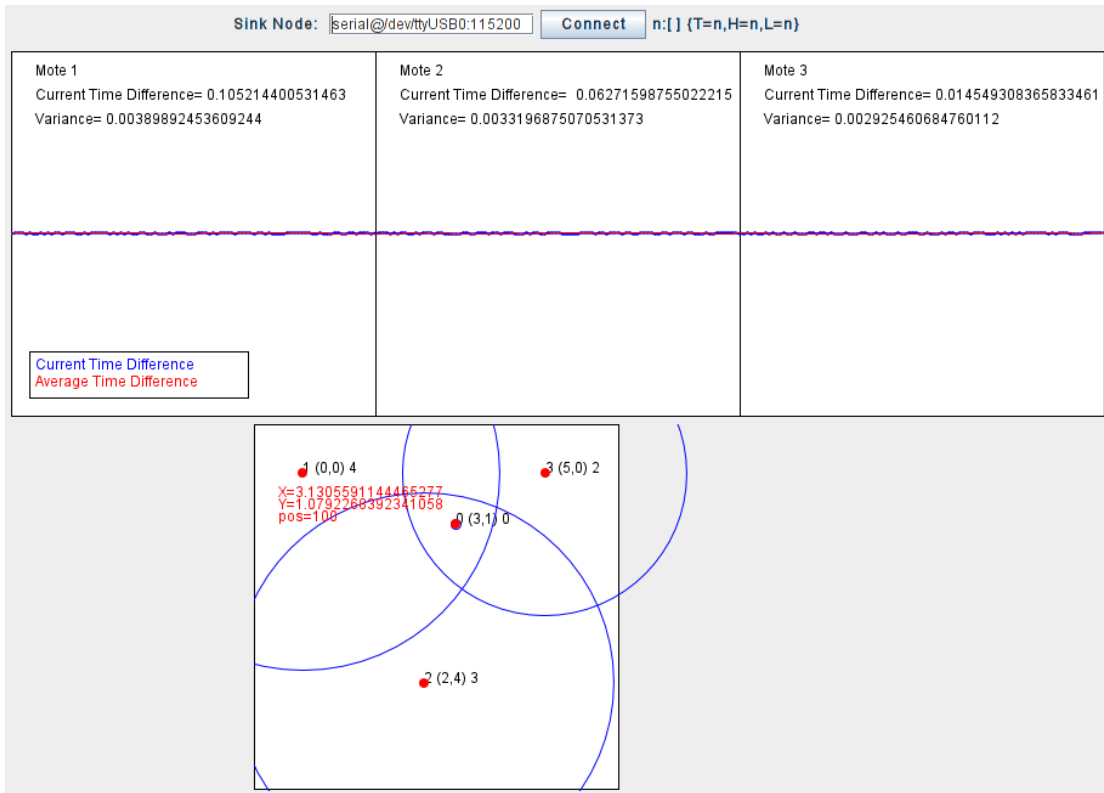 Sink Node: serial@/dev/ttyUSB0:115200 Connect n:[ ] {T=n,H=n,L=n}
Mote 1
Current Time Difference= 0.105214400531463
Variance= 0.00389892453609244
Mote 2
Current Time Difference= 0.06271598755022215
Variance= 0.0033196875070531373
Mote 3
Current Time Difference= 0.014549308365833461
Variance= 0.002925460684760112
Current Time Difference
Average Time Difference
1 (0,0) 4
3 (5,0) 2
X=3.1305591144465277
Y=1.0792268392341058
pos=100
0 (3,1) 0
2 (2,4) 3